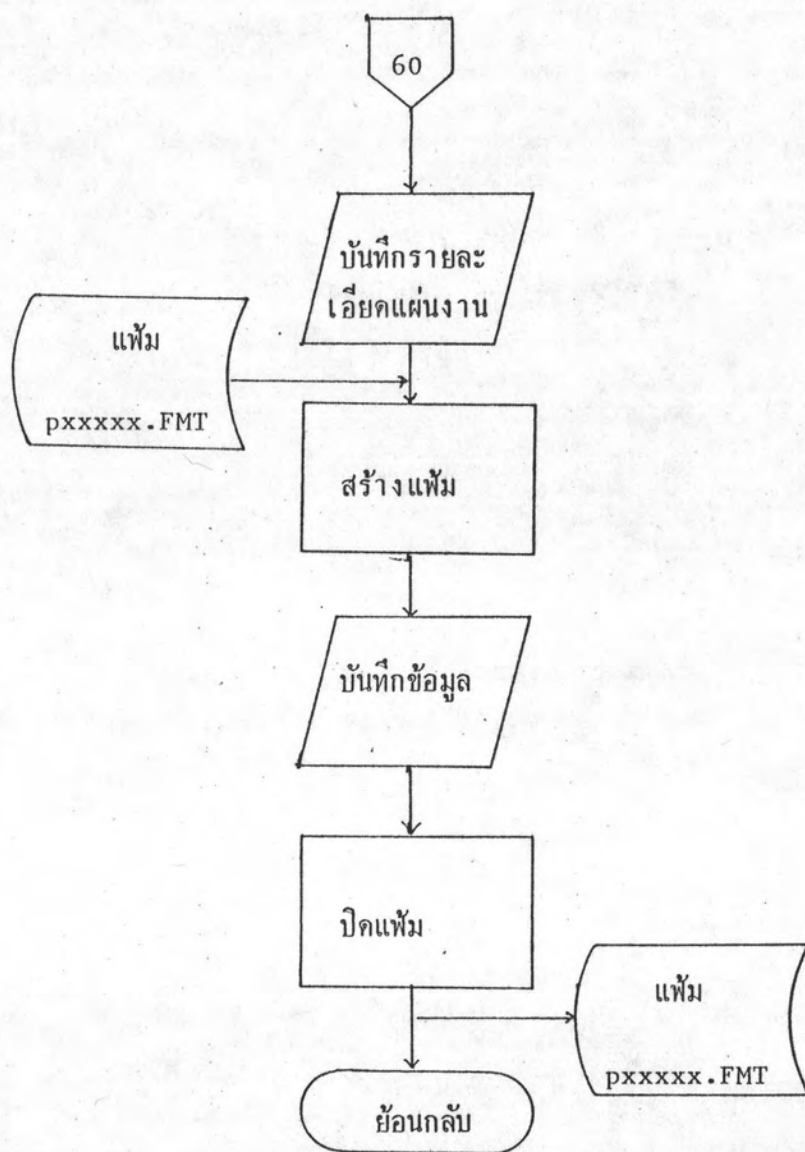 60
บันทึกรายละ
เอียดแผ่นงาน
แฟ้ม
pxxxxx.FMT
สร้างแฟ้ม
บันทึกข้อมูล
ปิดแฟ้ม
แฟ้ม
pxxxxx.FMT
ย้อนกลับ